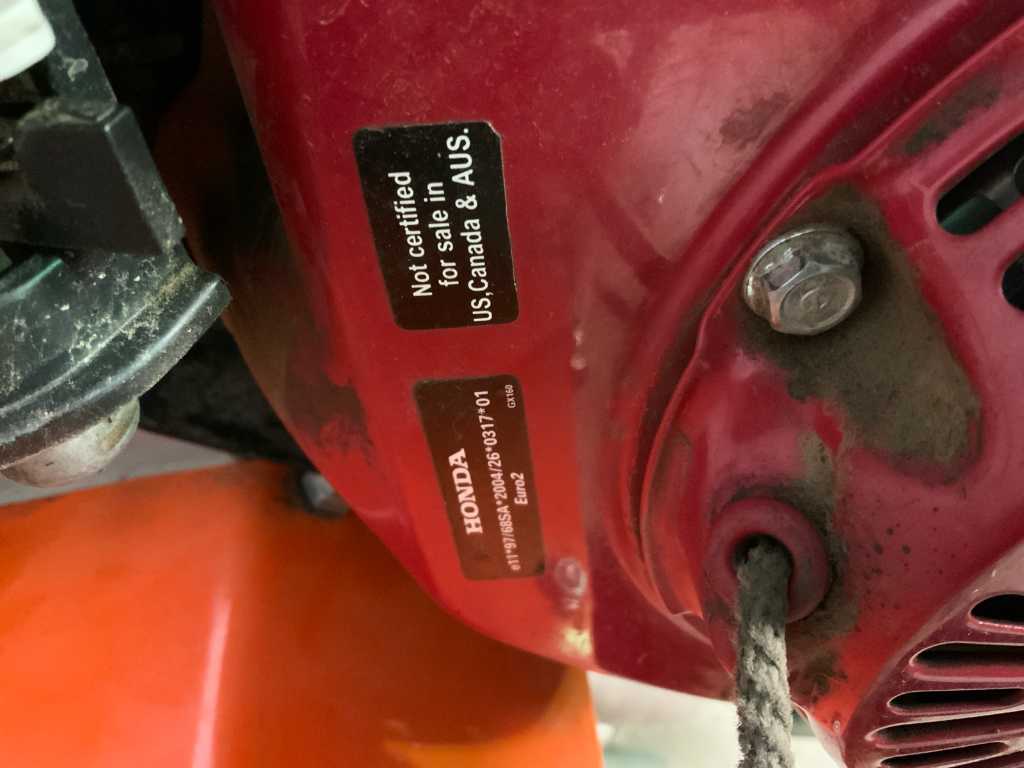 Not certified
for sale in
US,Canada & AUS.
HONDA
e11*97/68SA*2004/26*0317*01
Euro2
GX160